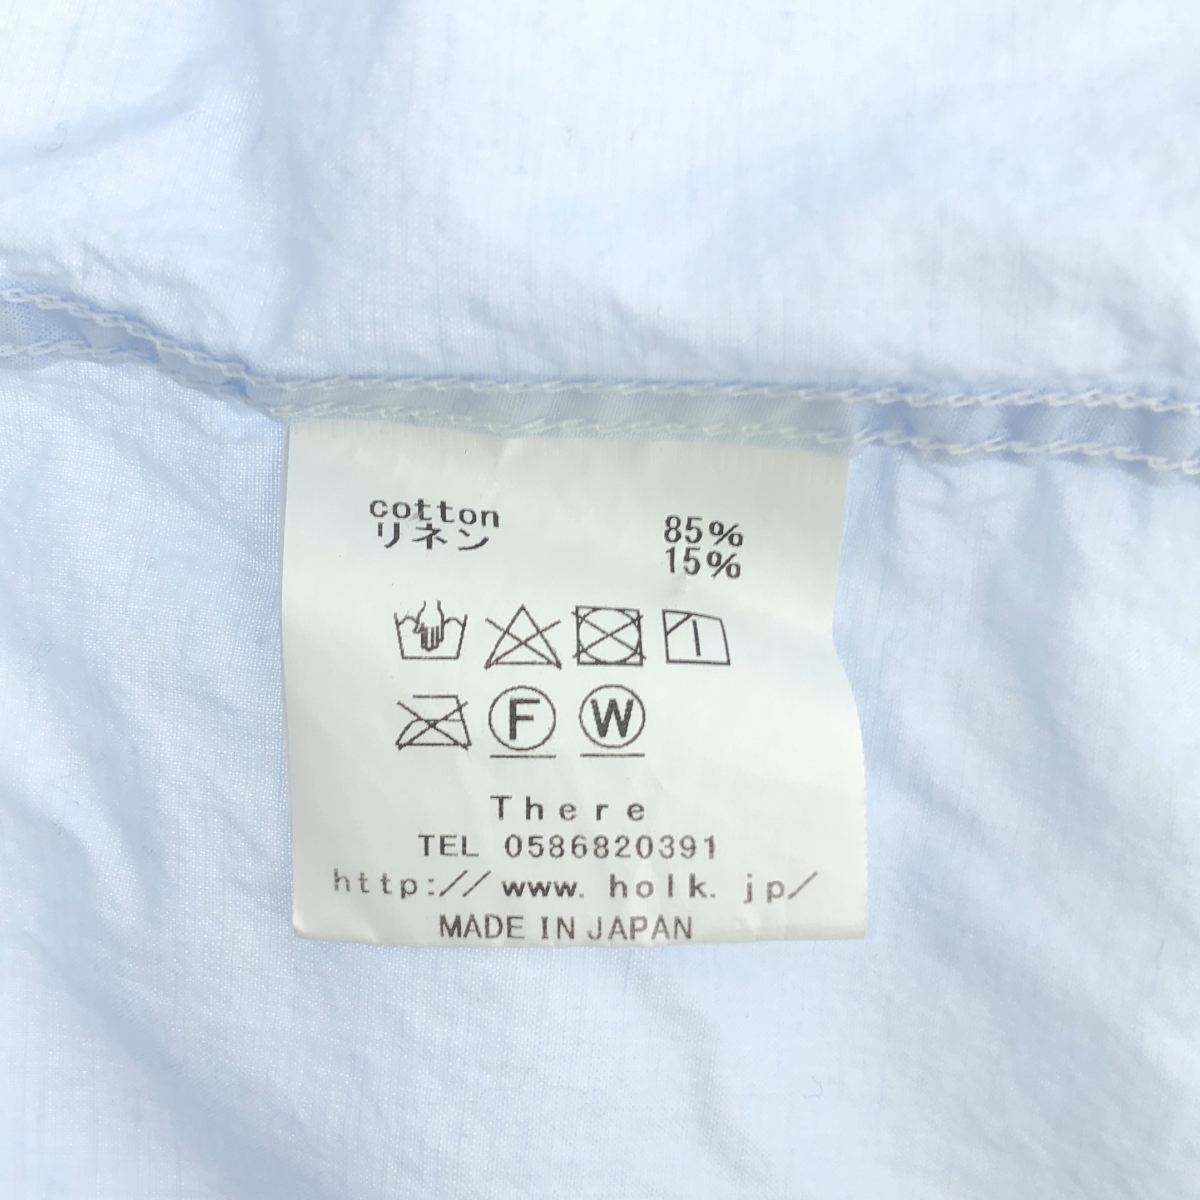 cotton 85%
リネン 15%
F W
There
TEL 0586820391
http://www.holk.jp/
MADE IN JAPAN